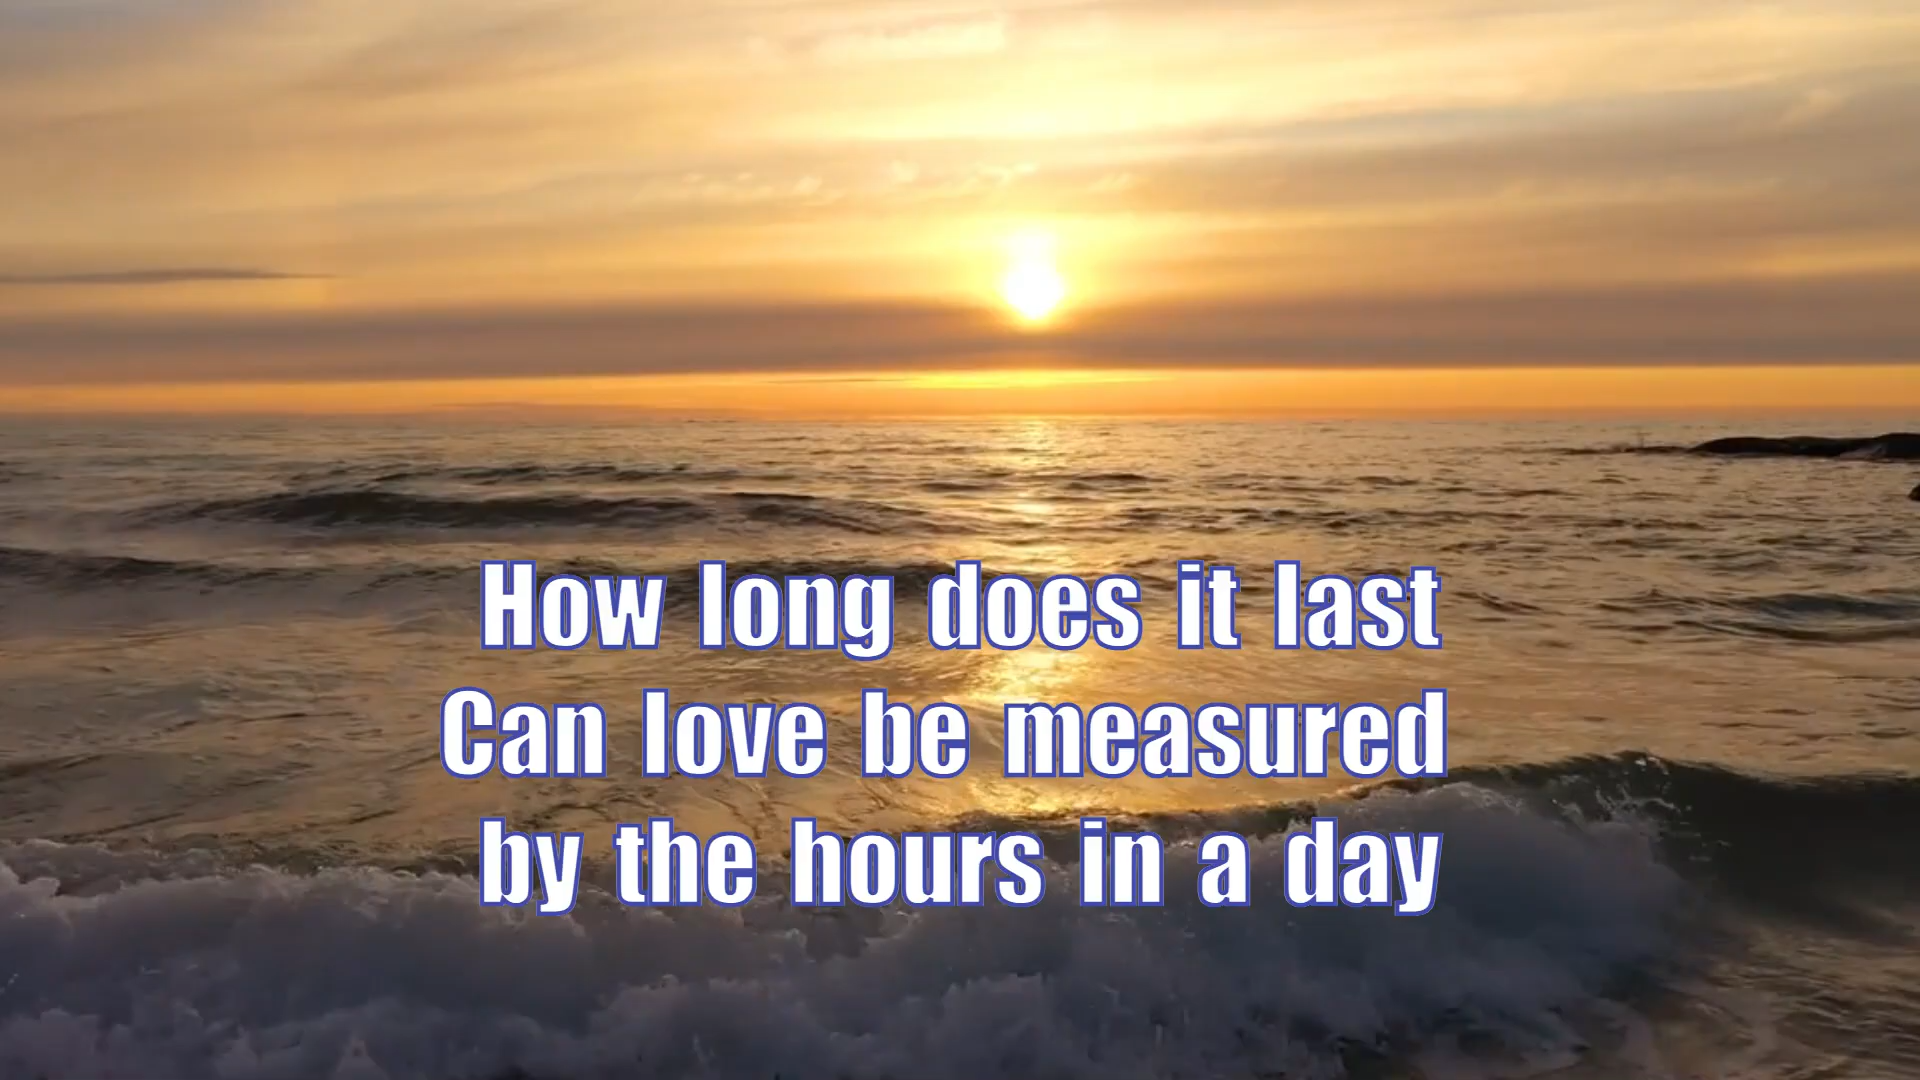 How long does it last
Can love be measured
by the hours in a day